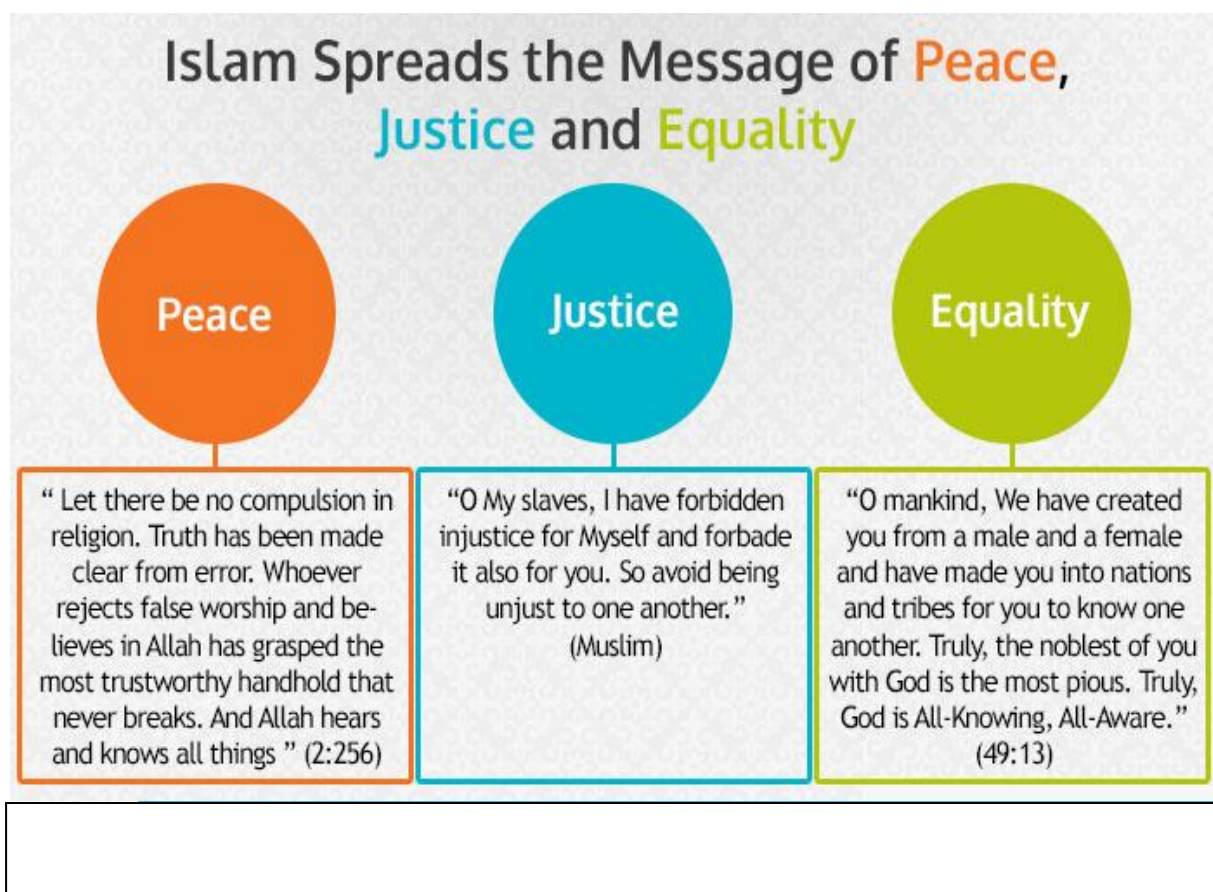 Islam Spreads the Message of Peace,
Justice and Equality
Peace
Justice
Equality
“ Let there be no compulsion in
religion. Truth has been made
clear from error. Whoever
rejects false worship and be-
lieves in Allah has grasped the
most trustworthy handhold that
never breaks. And Allah hears
and knows all things ” (2:256)
“O My slaves, I have forbidden
injustice for Myself and forbade
it also for you. So avoid being
unjust to one another.”
(Muslim)
“O mankind, We have created
you from a male and a female
and have made you into nations
and tribes for you to know one
another. Truly, the noblest of you
with God is the most pious. Truly,
God is All-Knowing, All-Aware.”
(49:13)